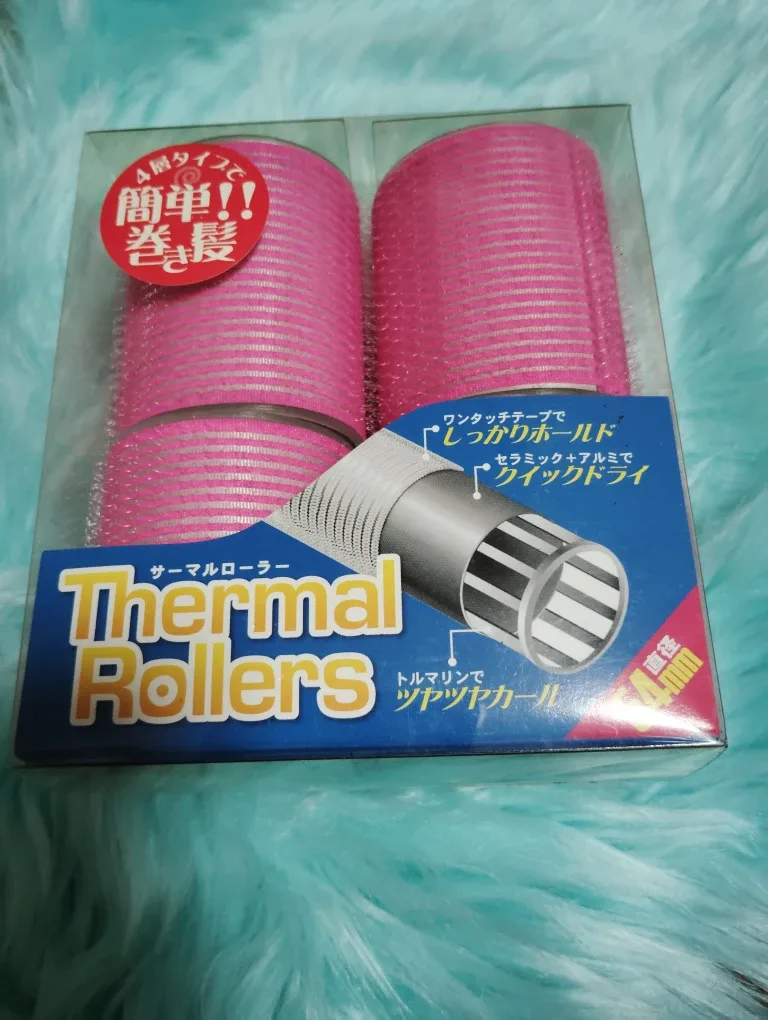 4層タイプで
簡単!!
巻き髪
ワンタッチテープで
しっかりホールド
セラミック+アルミで
クイックドライ
サーマルローラー
Thermal
Rollers
トルマリンで
ツヤツヤカール
直径
4mm